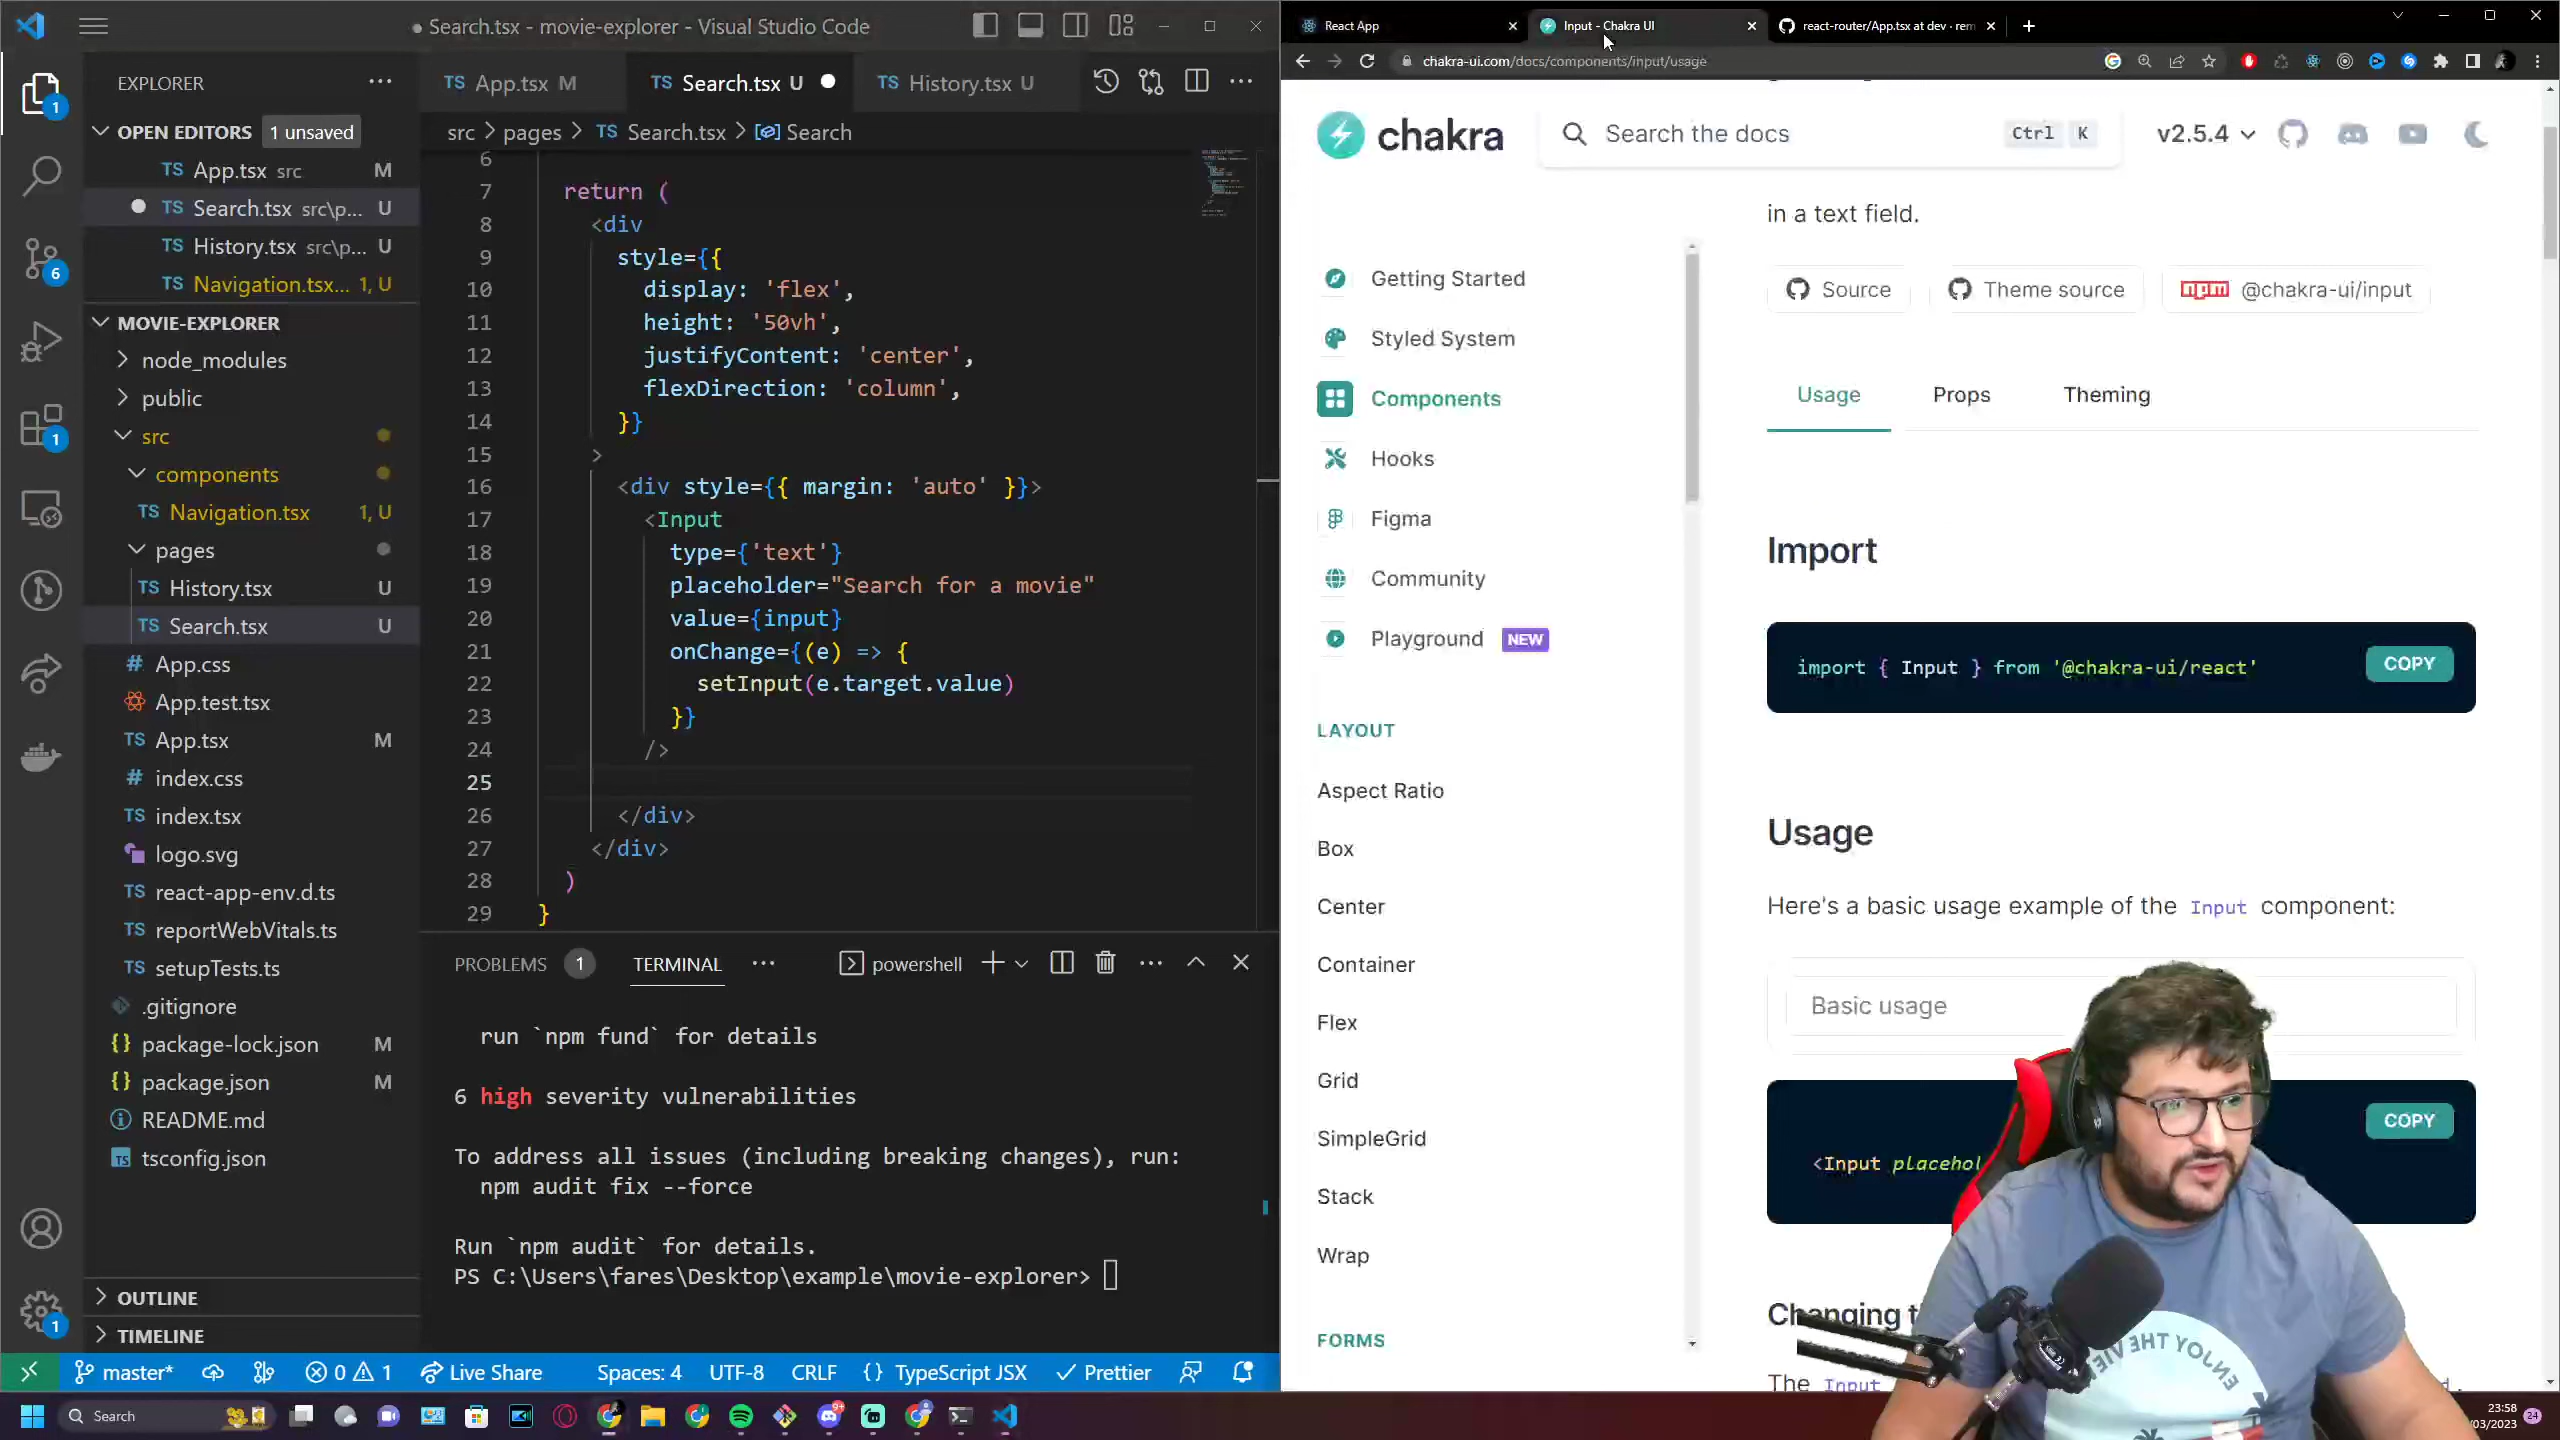 ● Search.tsx - movie-explorer - Visual Studio Code
EXPLORER
OPEN EDITORS
1 unsaved
TS App.tsx src M
TS Search.tsx src\p... U
TS History.tsx src\p... U
TS Navigation.tsx... 1, U
MOVIE-EXPLORER
node_modules
public
src
components
TS Navigation.tsx 1, U
pages
TS History.tsx U
TS Search.tsx U
# App.css
App.test.tsx
TS App.tsx M
# index.css
TS index.tsx
logo.svg
TS react-app-env.d.ts
TS reportWebVitals.ts
TS setupTests.ts
.gitignore
{} package-lock.json M
{} package.json M
README.md
TS tsconfig.json
OUTLINE
TIMELINE
1
6
1
1
TS App.tsx M
TS Search.tsx U
TS History.tsx U
src > pages > TS Search.tsx > Search
6
7 return (
8 <div
9 style={{
10 display: 'flex',
11 height: '50vh',
12 justifyContent: 'center',
13 flexDirection: 'column',
14 }}
15 >
16 <div style={{ margin: 'auto' }}>
17 <Input
18 type={'text'}
19 placeholder="Search for a movie"
20 value={input}
21 onChange={(e) => {
22 setInput(e.target.value)
23 }}
24 />
25
26 </div>
27 </div>
28 )
29 }
PROBLEMS 1 TERMINAL ··· powershell
run `npm fund` for details
6 high severity vulnerabilities
To address all issues (including breaking changes), run:
npm audit fix --force
Run `npm audit` for details.
PS C:\Users\fares\Desktop\example\movie-explorer>
master* 0 1 Live Share Spaces: 4 UTF-8 CRLF {} TypeScript JSX Prettier
React App
Input - Chakra UI
react-router/App.tsx at dev · rem
chakra-ui.com/docs/components/input/usage
chakra
Search the docs
Ctrl K
v2.5.4
Getting Started
Styled System
Components
Hooks
Figma
Community
Playground NEW
LAYOUT
Aspect Ratio
Box
Center
Container
Flex
Grid
SimpleGrid
Stack
Wrap
FORMS
in a text field.
Source
Theme source
npm @chakra-ui/input
Usage
Props
Theming
Import
import { Input } from '@chakra-ui/react'
COPY
Usage
Here's a basic usage example of the Input component:
Basic usage
<Input placehol
COPY
Changing t
The Input
ENJOY THE VIE
Search
9+
23:58
/03/2023
24